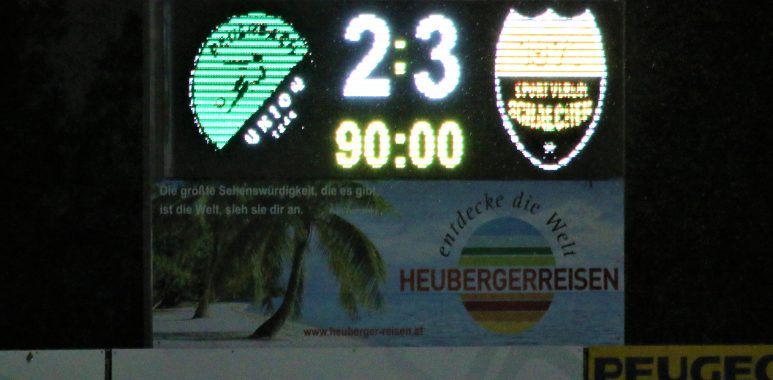 2:3
UNION
SPORTVEREIN
90:00
Die größte Sehenswürdigkeit, die es gibt,
ist die Welt, sieh sie dir an.
entdecke die Welt
HEUBERGERREISEN
www.heuberger-reisen.at
PEUGEO